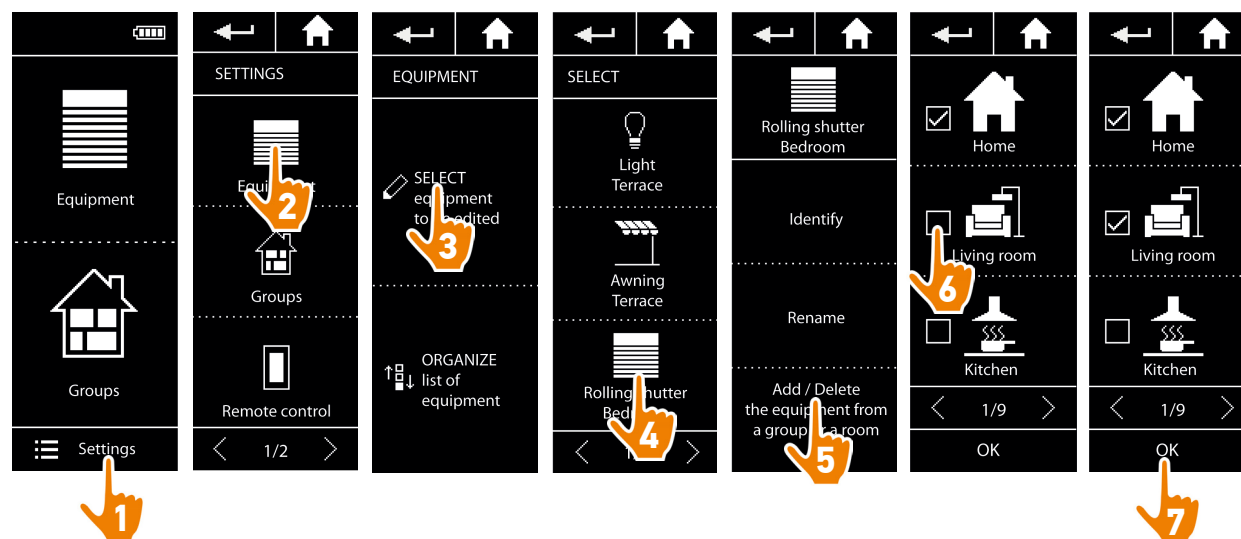 Equipment
Groups
Settings
1
SETTINGS
Equipment
2
Groups
Remote control
1/2
EQUIPMENT
SELECT
equipment
to be edited
3
ORGANIZE
list of
equipment
SELECT
Light
Terrace
Awning
Terrace
Rolling shutter
Bedroom
4
Rolling shutter
Bedroom
Identify
Rename
Add / Delete
the equipment from
a group or a room
5
Home
Living room
6
Kitchen
1/9
OK
Home
Living room
Kitchen
1/9
OK
7